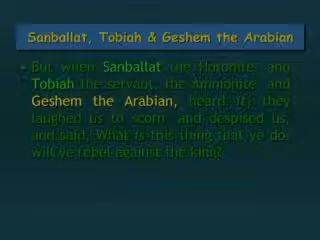 Sanballat, Tobiah & Geshem the Arabian
But when Sanballat the Horonite, and
Tobiah the servant, the Ammonite, and
Geshem the Arabian, heard it, they
laughed us to scorn, and despised us,
and said, What is this thing that ye do
will ye rebel against the king?